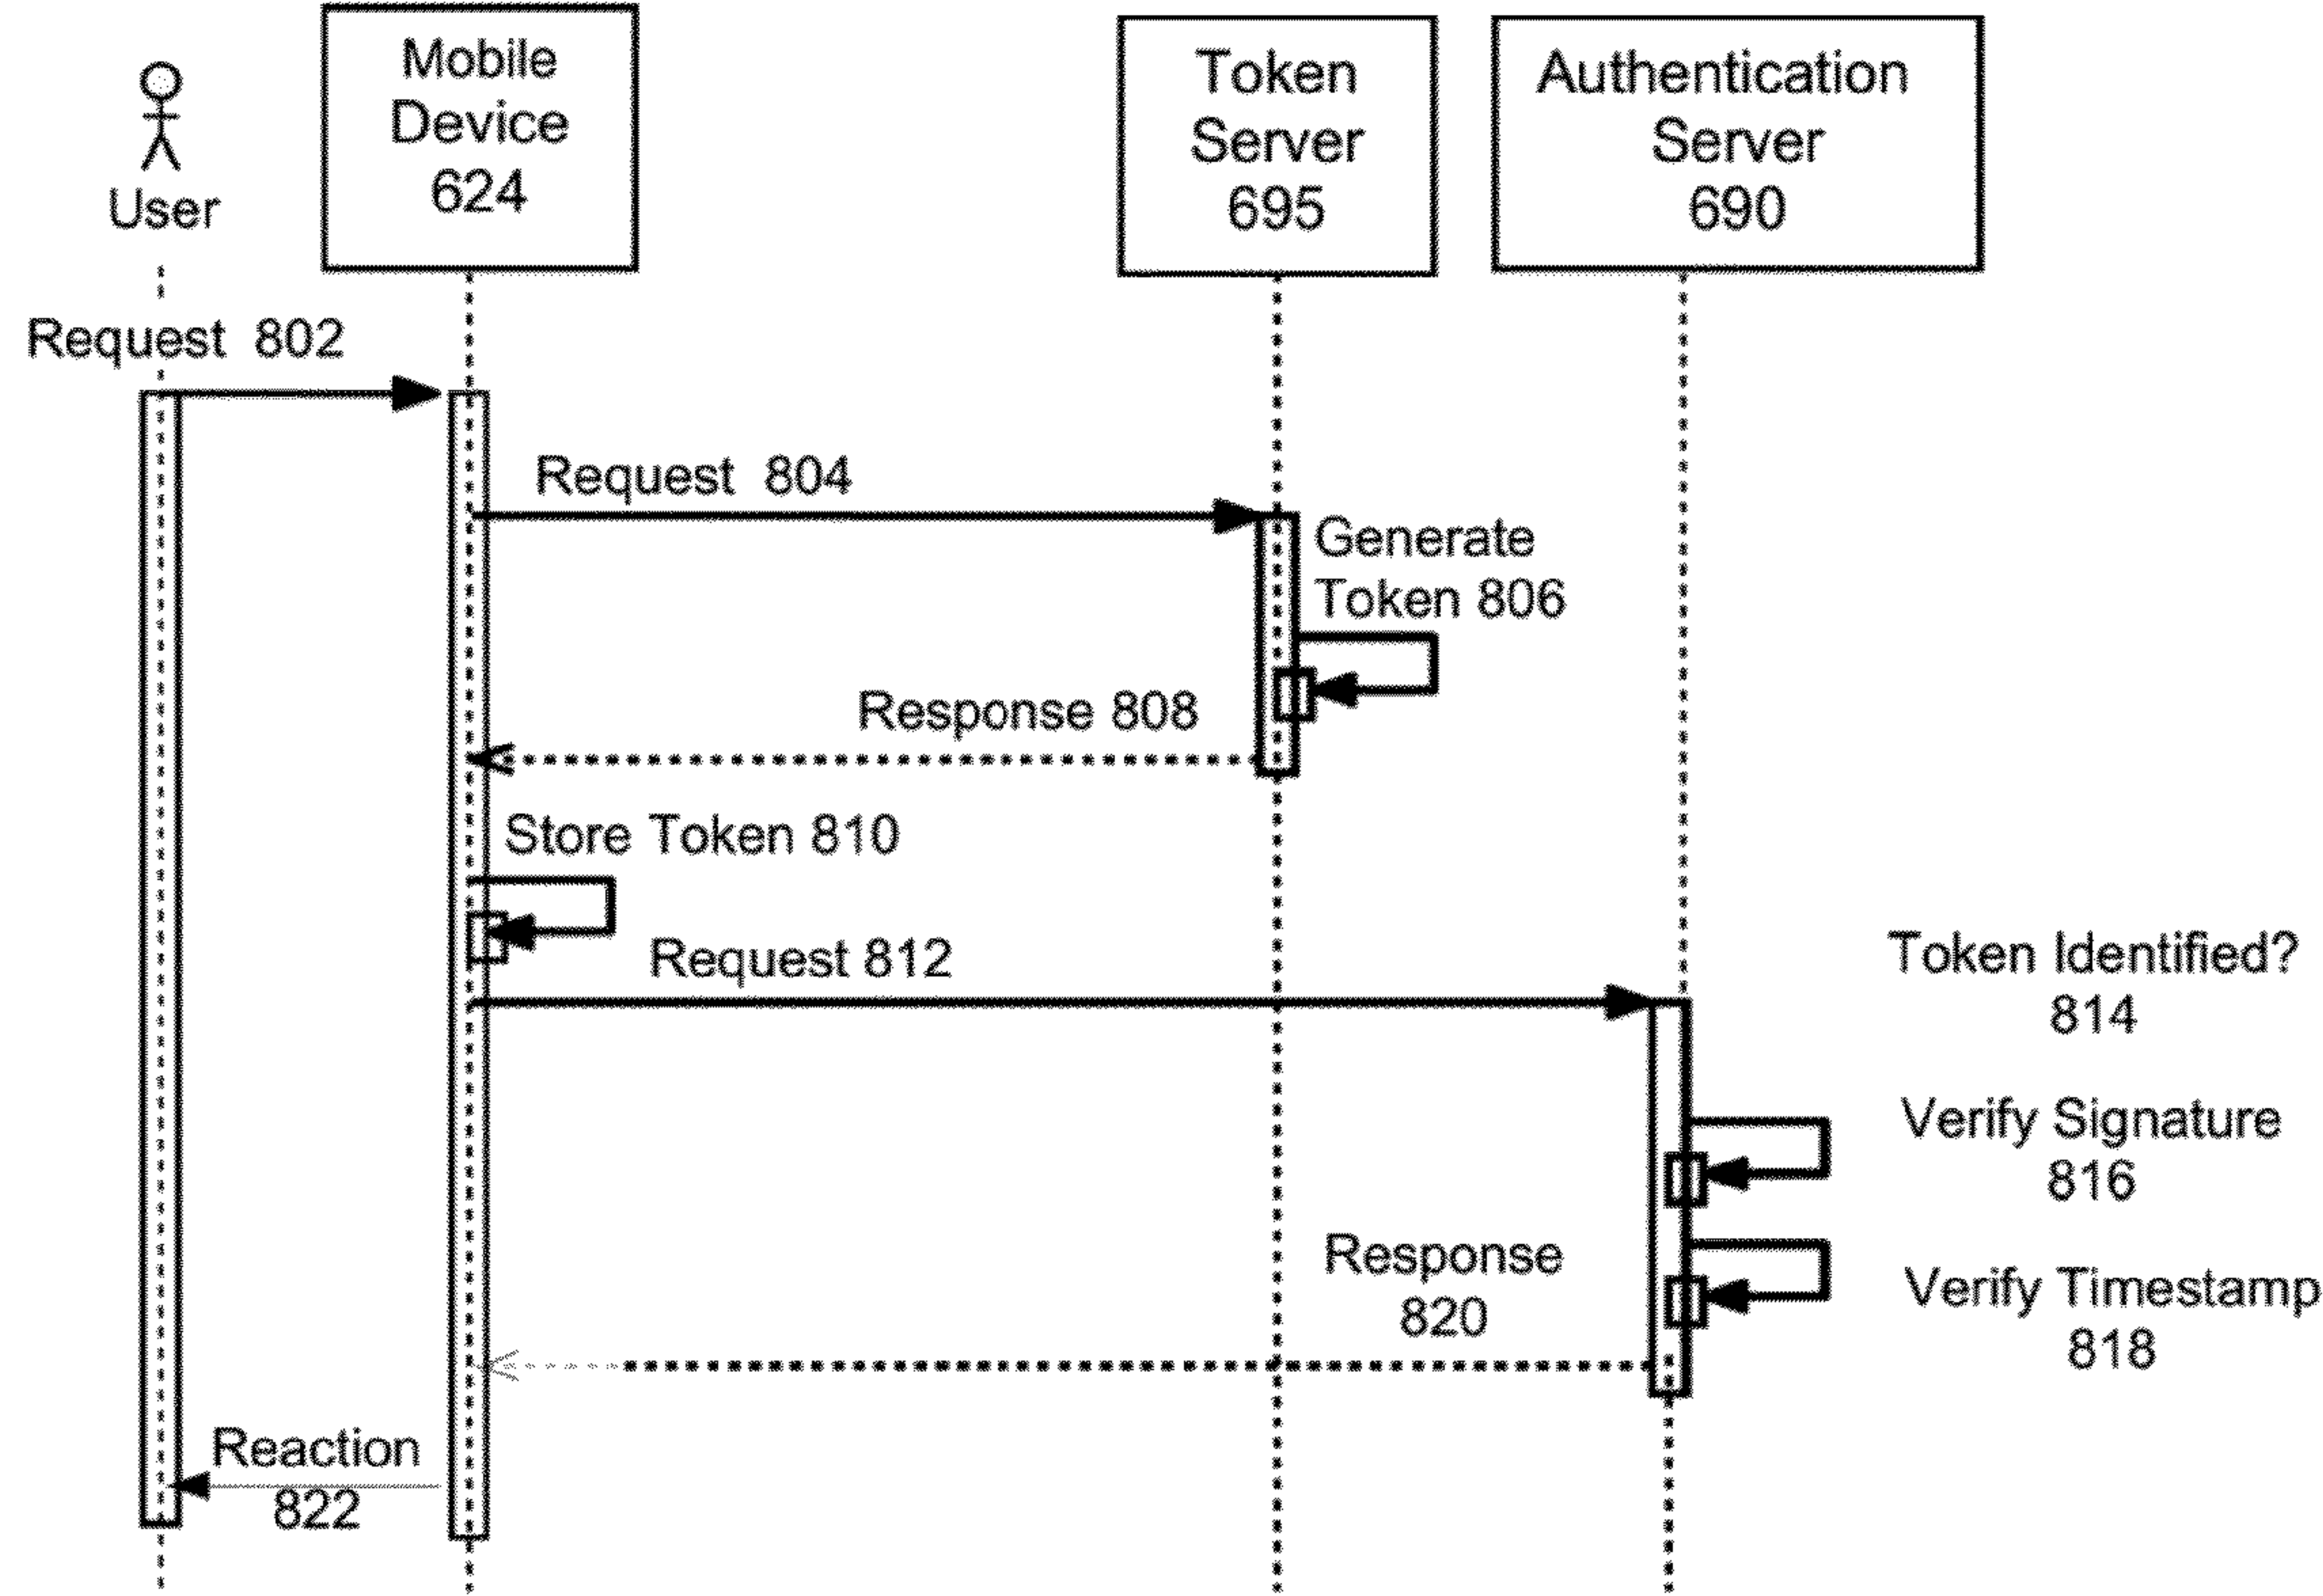 User
Mobile
Device
624
Token
Server
695
Authentication
Server
690
Request 802
Request 804
Generate
Token 806
Response 808
Store Token 810
Request 812
Token Identified?
814
Verify Signature
816
Response
820
Verify Timestamp
818
Reaction
822